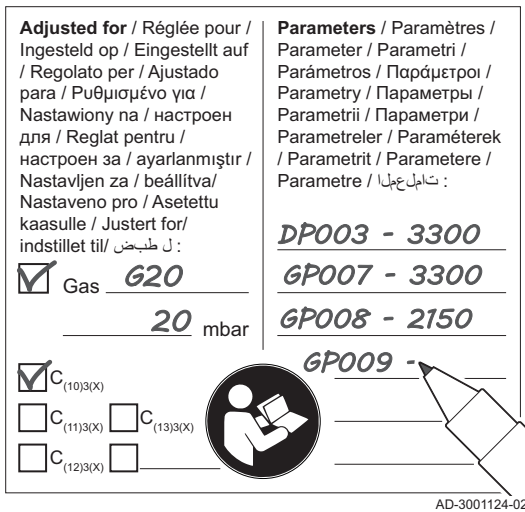 Adjusted for / Réglée pour /
Ingesteld op / Eingestellt auf
/ Regolato per / Ajustado
para / Ρυθμισμένο για /
Nastawiony na / настроен
для / Reglat pentru /
настроен за / ayarlanmıştır /
Nastavljen za / beállítva/
Nastaveno pro / Asetettu
kaasulle / Justert for/
indstillet til/ ل طبض :
Gas G20
20 mbar
C(10)3(X)
C(11)3(X) C(13)3(X)
C(12)3(X)
Parameters / Paramètres /
Parameter / Parametri /
Parámetros / Παράμετροι /
Parametry / Параметры /
Parametrii / Параметри /
Parametreler / Paraméterek
/ Parametrit / Parametere /
Parametre / تاملعملا :
DP003 - 3300
GP007 - 3300
GP008 - 2150
GP009 -
AD-3001124-02